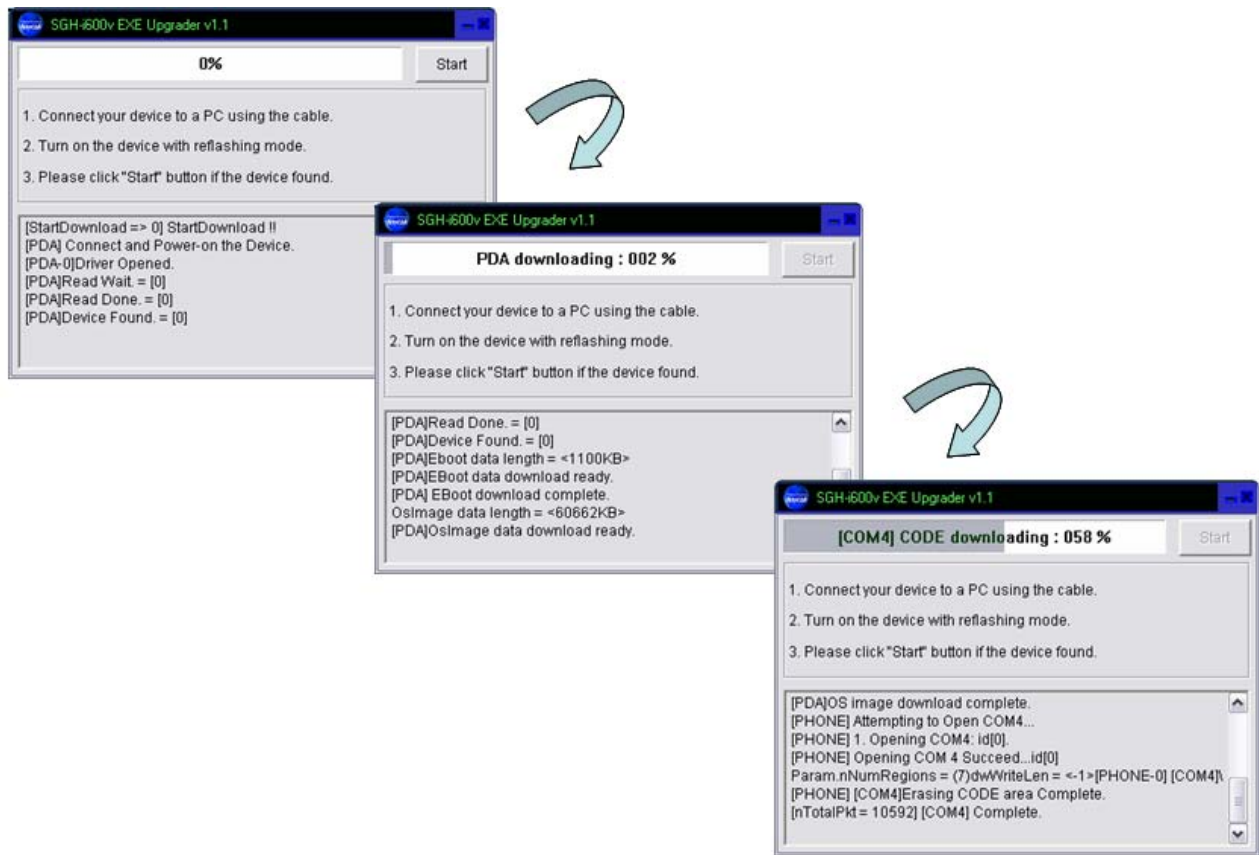 SGH-i600v EXE Upgrader v1.1
0%
Start
1. Connect your device to a PC using the cable.
2. Turn on the device with reflashing mode.
3. Please click "Start" button if the device found.
[StartDownload => 0] StartDownload !!
[PDA] Connect and Power-on the Device.
[PDA-0]Driver Opened.
[PDA]Read Wait. = [0]
[PDA]Read Done. = [0]
[PDA]Device Found. = [0]
SGH-i600v EXE Upgrader v1.1
PDA downloading : 002 %
Start
1. Connect your device to a PC using the cable.
2. Turn on the device with reflashing mode.
3. Please click "Start" button if the device found.
[PDA]Read Done. = [0]
[PDA]Device Found. = [0]
[PDA]Eboot data length = <1100KB>
[PDA]EBoot data download ready.
[PDA] EBoot download complete.
OsImage data length = <60662KB>
[PDA]OsImage data download ready.
SGH-i600v EXE Upgrader v1.1
[COM4] CODE downloading : 058 %
Start
1. Connect your device to a PC using the cable.
2. Turn on the device with reflashing mode.
3. Please click "Start" button if the device found.
[PDA]OS image download complete.
[PHONE] Attempting to Open COM4...
[PHONE] 1. Opening COM4: id[0].
[PHONE] Opening COM 4 Succeed...id[0]
Param.nNumRegions = (7)dwWriteLen = <-1>[PHONE-0] [COM4]\
[PHONE] [COM4]Erasing CODE area Complete.
[nTotalPkt = 10592] [COM4] Complete.